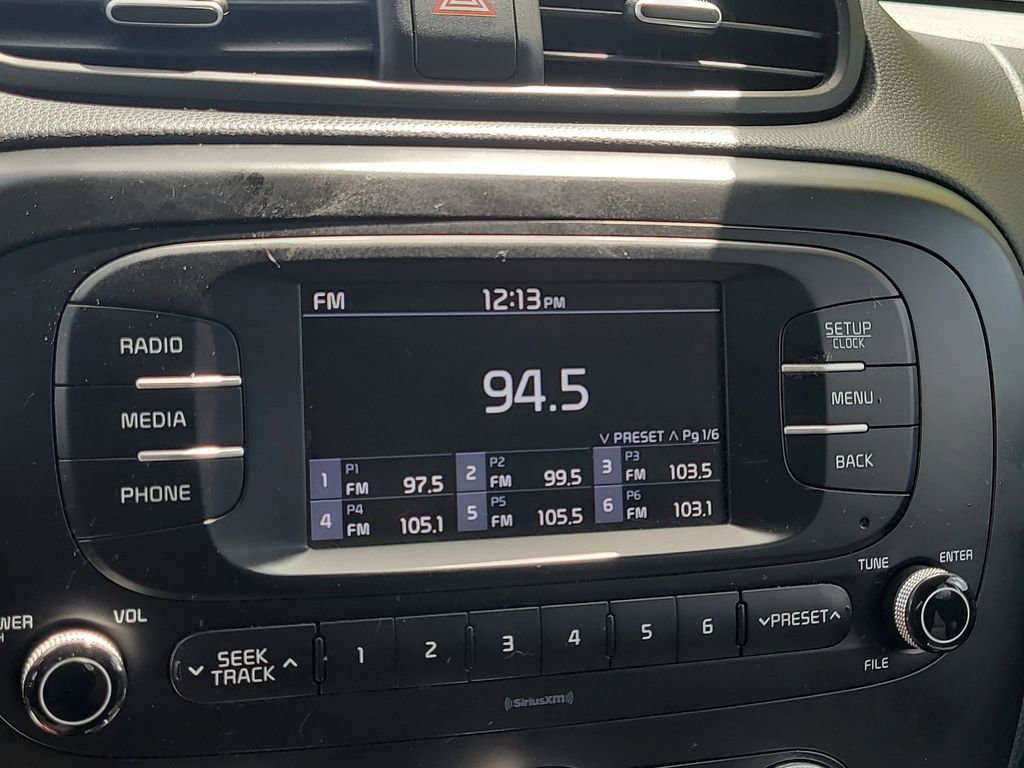 FM 12:13 PM
94.5
∨ PRESET ∧ Pg 1/6
1 P1 FM 97.5 2 P2 FM 99.5 3 P3 FM 103.5
4 P4 FM 105.1 5 P5 FM 105.5 6 P6 FM 103.1
RADIO
MEDIA
PHONE
SETUP
CLOCK
MENU
BACK
TUNE
ENTER
FILE
VOL
SEEK
TRACK
1 2 3 4 5 6
PRESET
SiriusXM